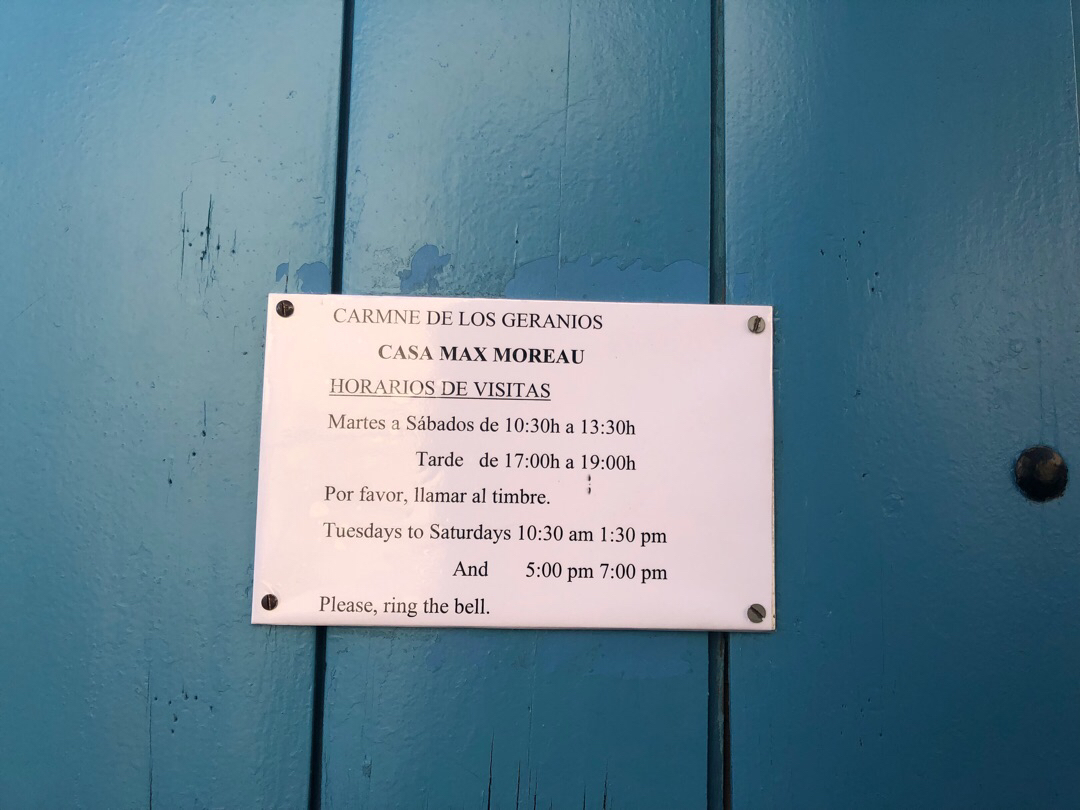 CARMNE DE LOS GERANIOS
CASA MAX MOREAU
HORARIOS DE VISITAS
Martes a Sábados de 10:30h a 13:30h
Tarde de 17:00h a 19:00h
Por favor, llamar al timbre.
Tuesdays to Saturdays 10:30 am 1:30 pm
And 5:00 pm 7:00 pm
Please, ring the bell.